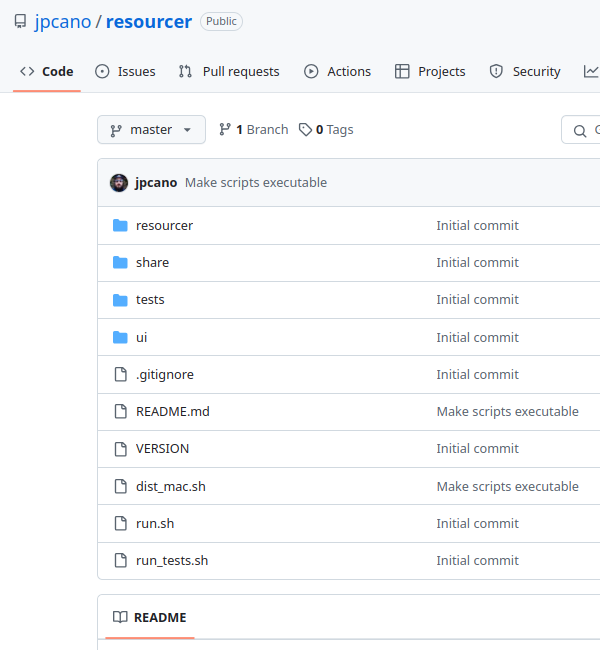 jpcano / resourcer Public
Code Issues Pull requests Actions Projects Security
master 1 Branch 0 Tags
jpcano Make scripts executable
resourcer Initial commit
share Initial commit
tests Initial commit
ui Initial commit
.gitignore Initial commit
README.md Make scripts executable
VERSION Initial commit
dist_mac.sh Make scripts executable
run.sh Initial commit
run_tests.sh Initial commit
README